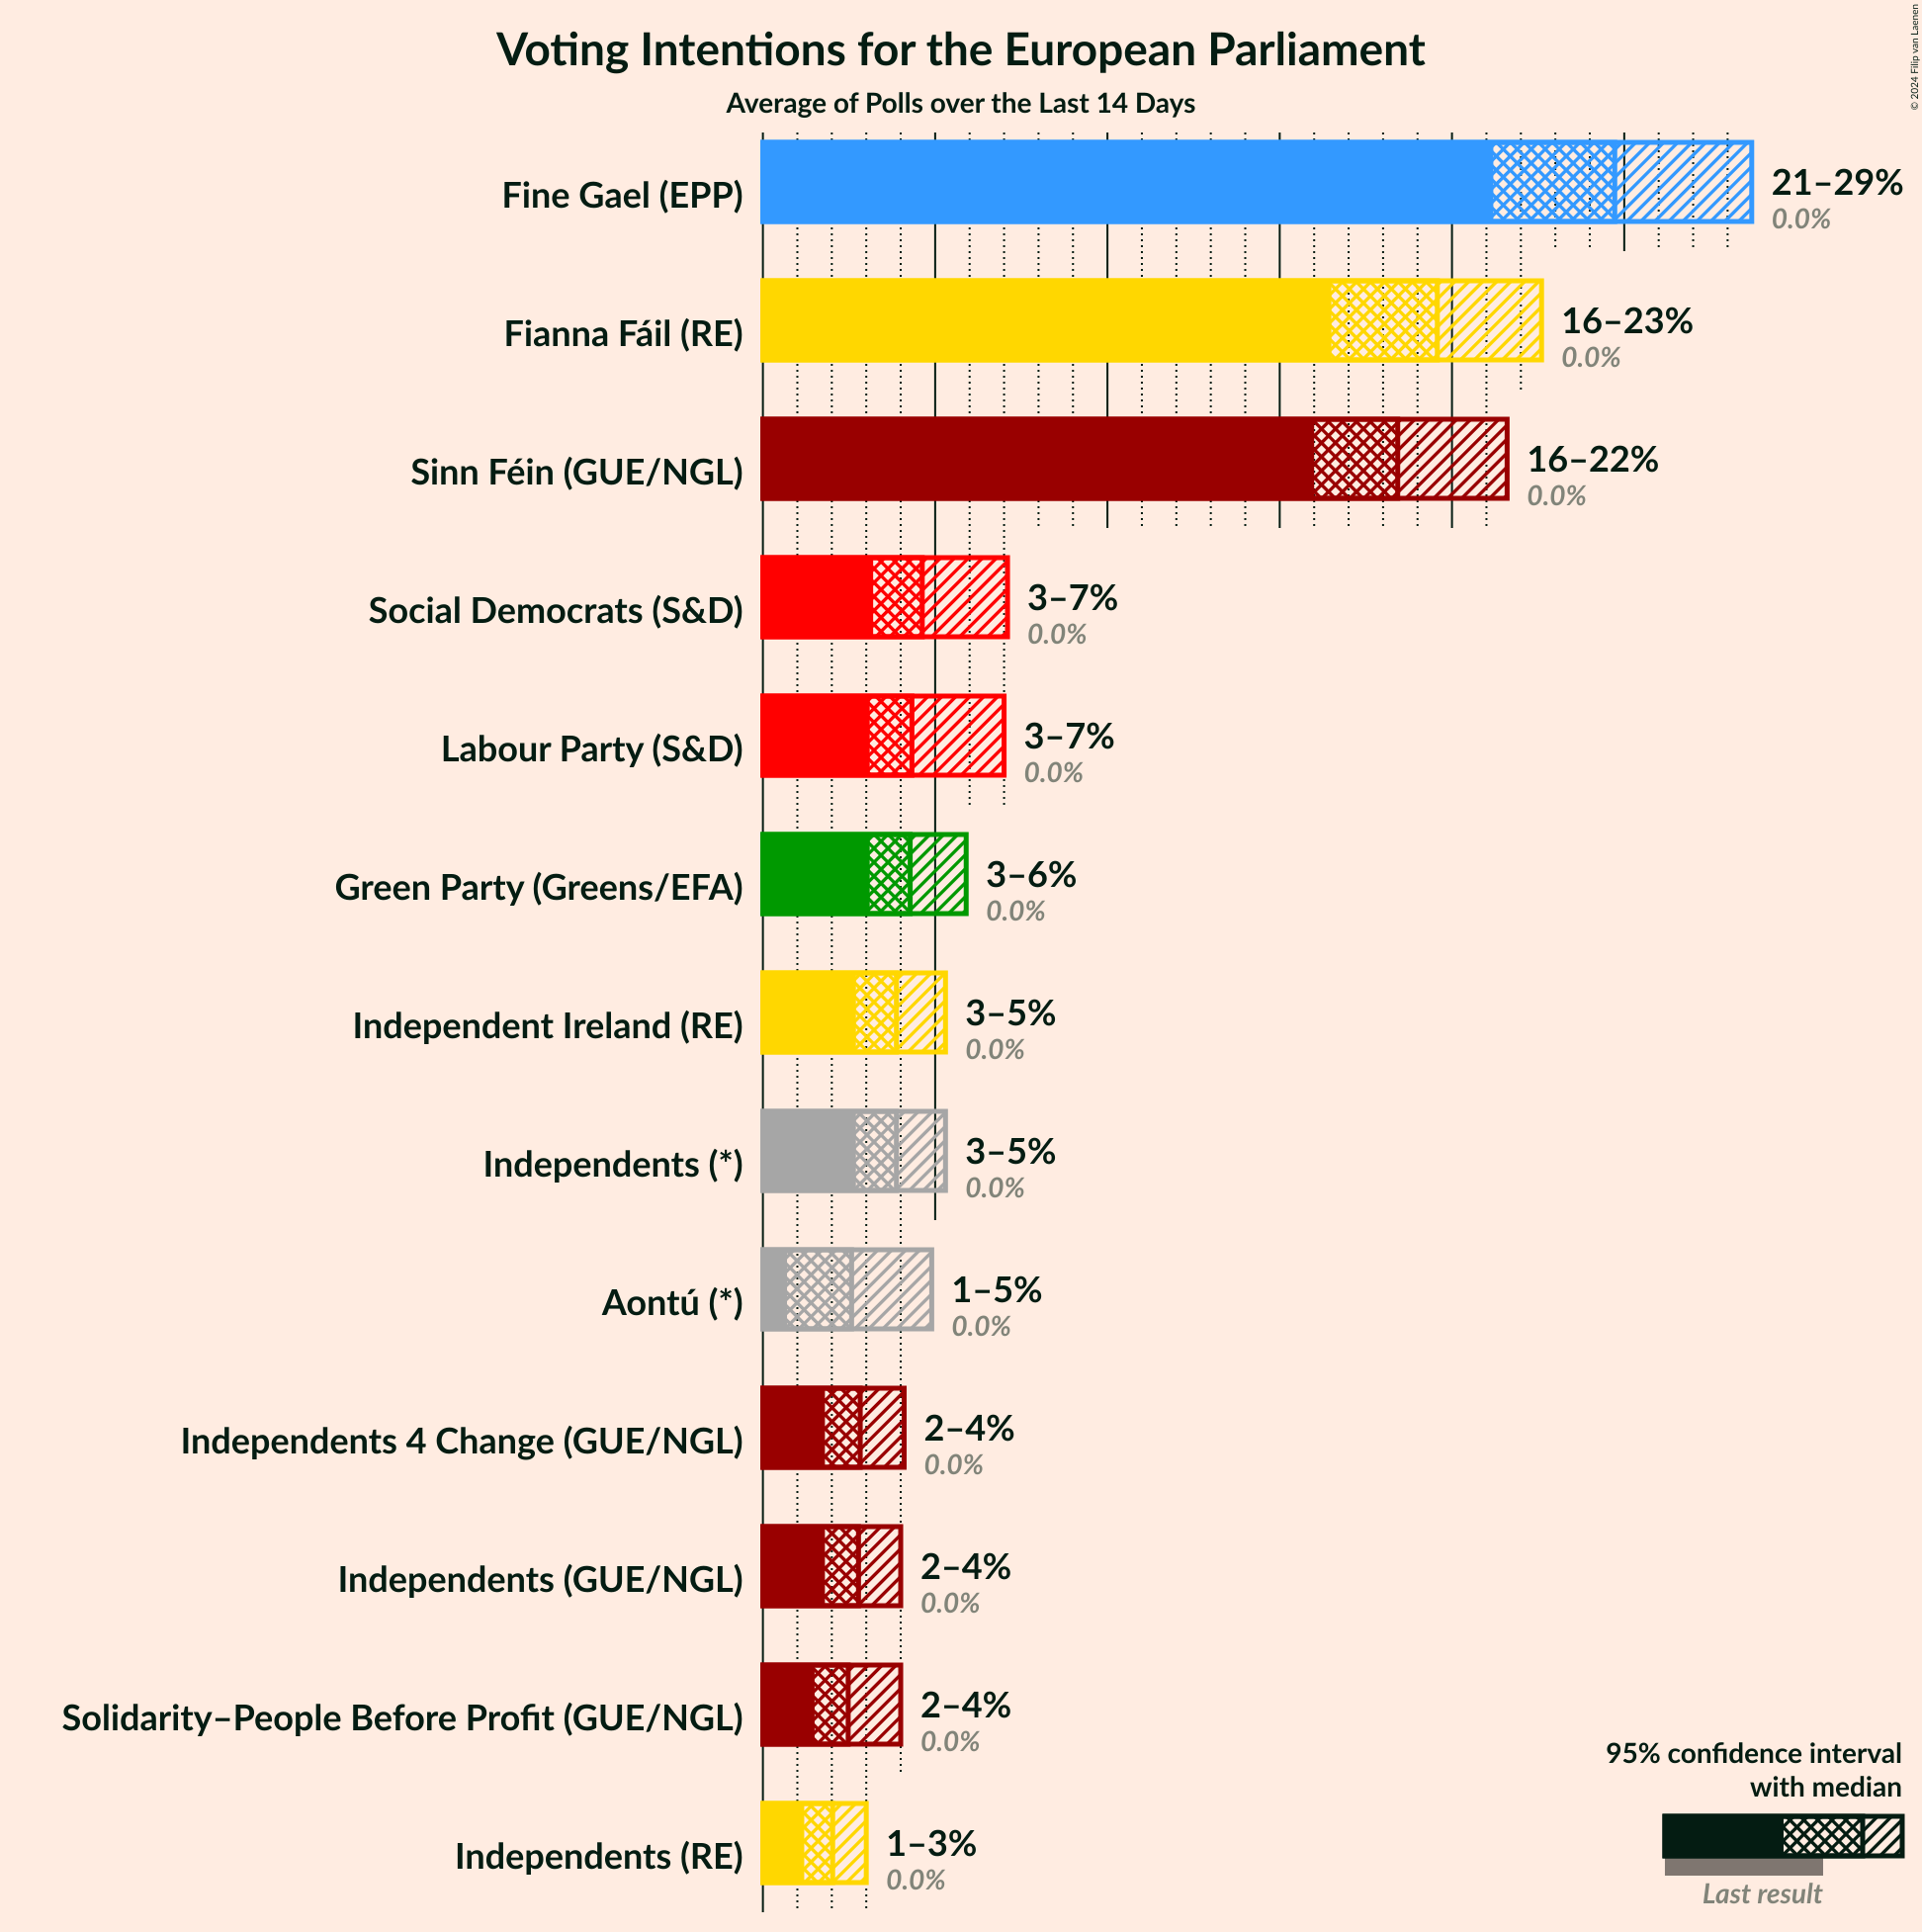 Voting Intentions for the European Parliament
Average of Polls over the Last 14 Days
© 2024 Filip van Laenen
Fine Gael (EPP)
21–29%
0.0%
Fianna Fáil (RE)
16–23%
0.0%
Sinn Féin (GUE/NGL)
16–22%
0.0%
Social Democrats (S&D)
3–7%
0.0%
Labour Party (S&D)
3–7%
0.0%
Green Party (Greens/EFA)
3–6%
0.0%
Independent Ireland (RE)
3–5%
0.0%
Independents (*)
3–5%
0.0%
Aontú (*)
1–5%
0.0%
Independents 4 Change (GUE/NGL)
2–4%
0.0%
Independents (GUE/NGL)
2–4%
0.0%
Solidarity–People Before Profit (GUE/NGL)
2–4%
0.0%
Independents (RE)
1–3%
0.0%
95% confidence interval
with median
Last result